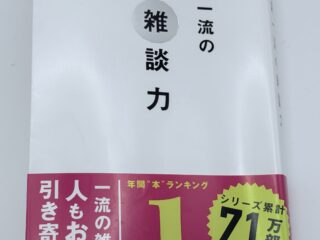 一流の
雑談力
年間"本"ランキング
1
シリーズ累計
71万部
一流の雑
人もお
引き寄